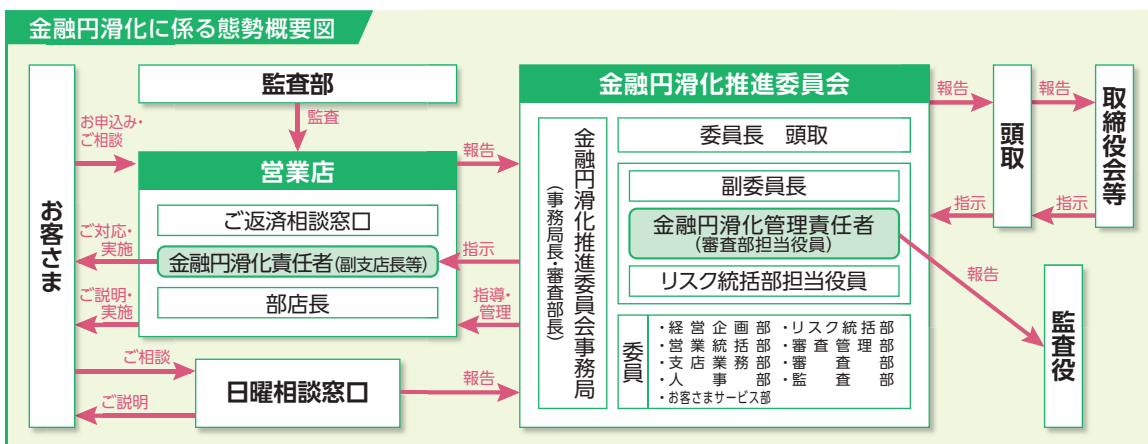 金融円滑化に係る態勢概要図
お客さま
監査部
監査
お申込み・
ご相談
営業店
ご返済相談窓口
金融円滑化責任者(副支店長等)
部店長
ご対応・
実施
ご説明・
実施
ご相談
ご説明
日曜相談窓口
報告
指示
指導・
管理
報告
金融円滑化推進委員会
金融円滑化推進委員会事務局
(事務局長・審査部長)
委員長 頭取
副委員長
金融円滑化管理責任者
(審査部担当役員)
リスク統括部担当役員
委員
・経営企画部 ・リスク統括部
・営業統括部 ・審査管理部
・支店業務部 ・審査部
・人事部 ・監査部
・お客さまサービス部
報告
指示
頭取
報告
指示
取締役会等
報告
監査役